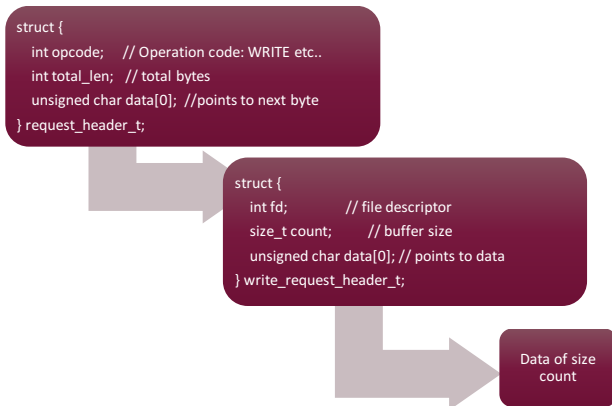 struct {
int opcode; // Operation code: WRITE etc..
int total_len; // total bytes
unsigned char data[0]; //points to next byte
} request_header_t;
struct {
int fd; // file descriptor
size_t count; // buffer size
unsigned char data[0]; // points to data
} write_request_header_t;
Data of size
count